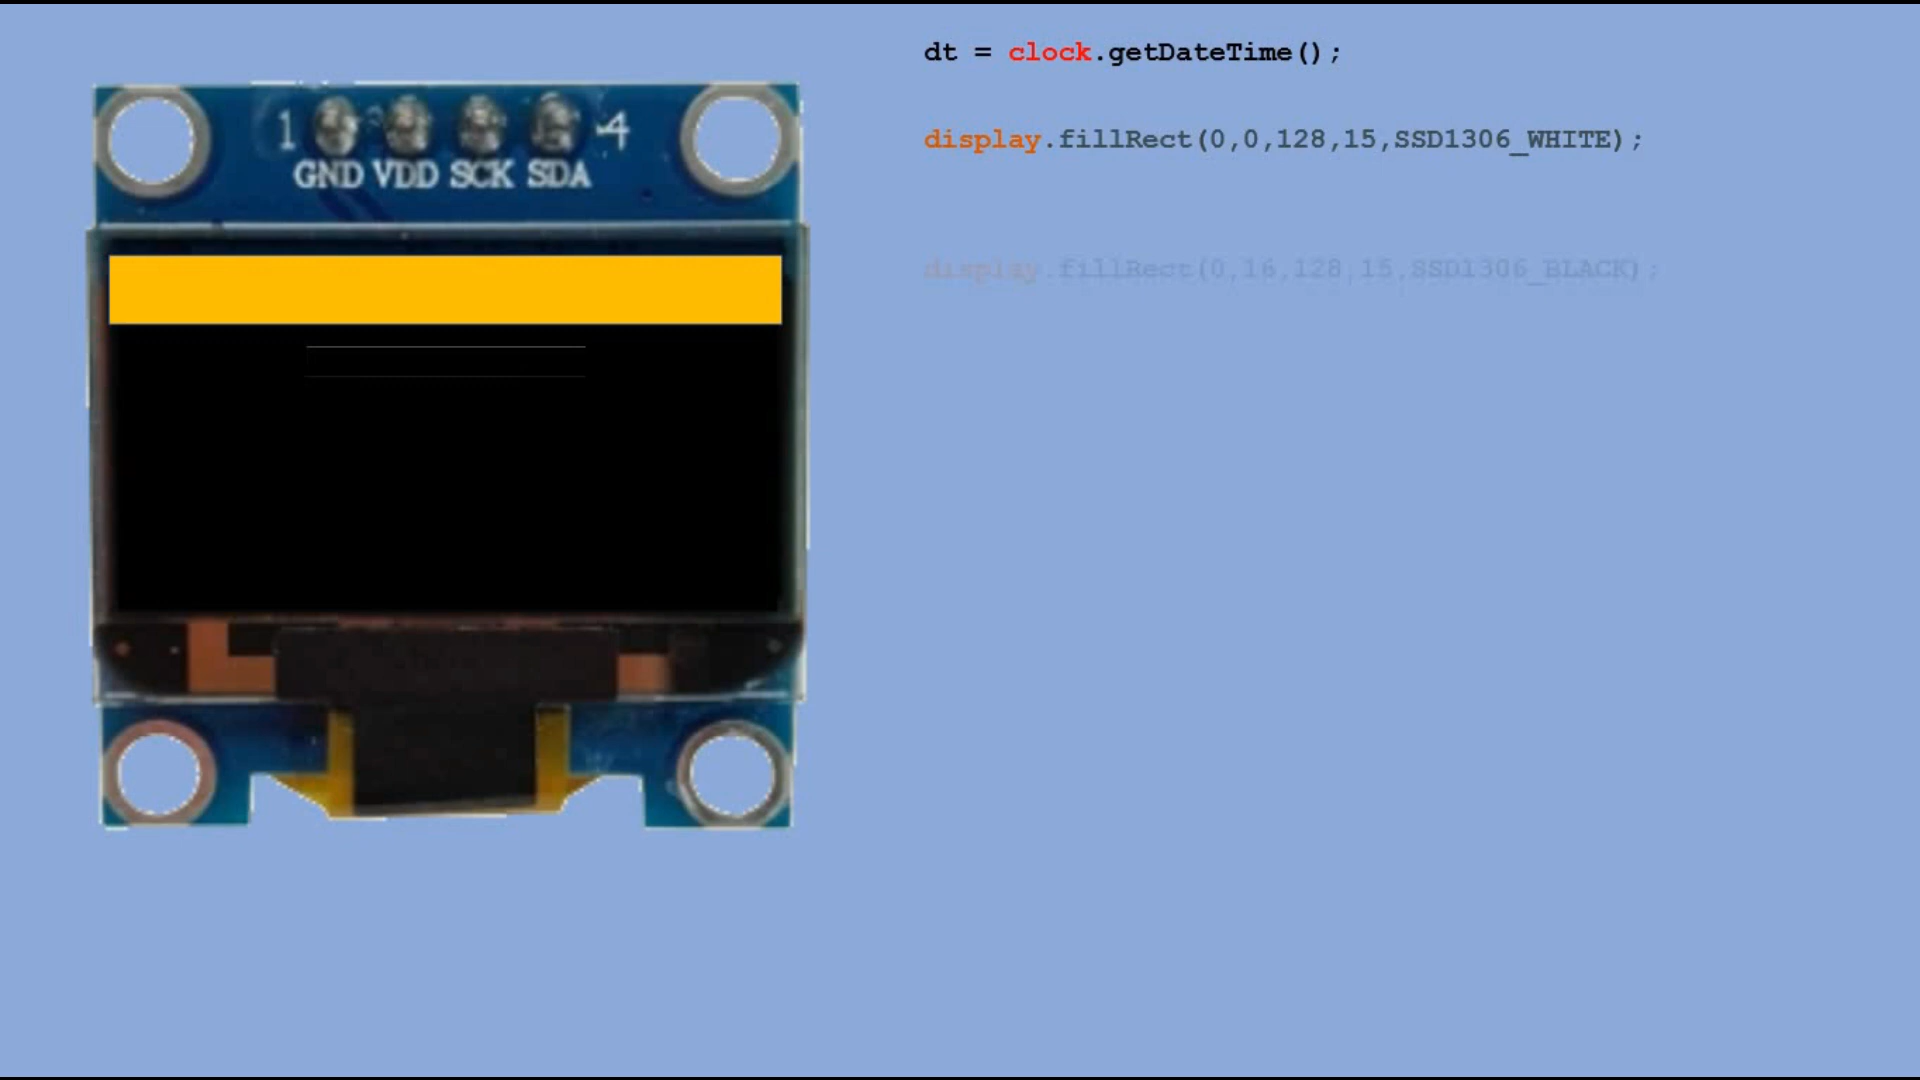 dt = clock.getDateTime();
display.fillRect(0,0,128,15,SSD1306_WHITE);
display.fillRect(0,16,128,15,SSD1306_BLACK);
1 4
GND VDD SCK SDA